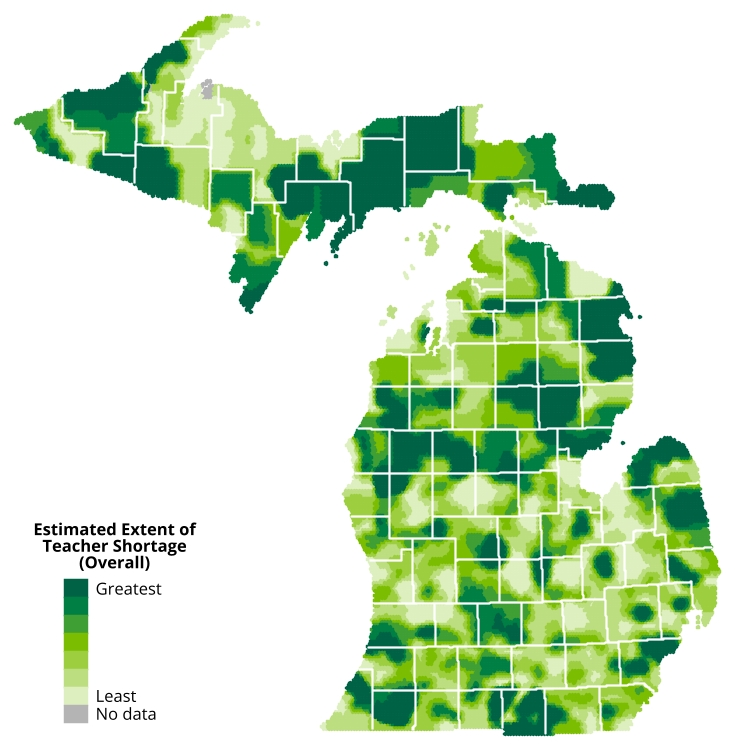 Estimated Extent of
Teacher Shortage
(Overall)
Greatest
Least
No data